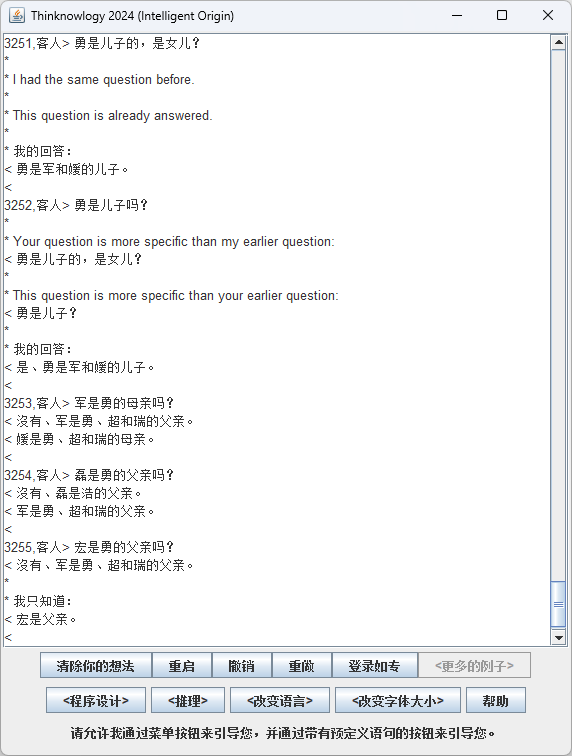 Thinknowlogy 2024 (Intelligent Origin)
3251,客人> 勇是儿子的，是女儿？
*
* I had the same question before.
*
* This question is already answered.
*
* 我的回答：
< 勇是军和媛的儿子。
<
3252,客人> 勇是儿子吗？
*
* Your question is more specific than my earlier question:
< 勇是儿子的，是女儿？
*
* This question is more specific than your earlier question:
< 勇是儿子？
*
* 我的回答：
< 是、勇是军和媛的儿子。
<
3253,客人> 军是勇的母亲吗？
< 沒有、军是勇、超和瑞的父亲。
< 媛是勇、超和瑞的母亲。
<
3254,客人> 磊是勇的父亲吗？
< 沒有、磊是浩的父亲。
< 军是勇、超和瑞的父亲。
<
3255,客人> 宏是勇的父亲吗？
< 沒有、军是勇、超和瑞的父亲。
*
* 我只知道：
< 宏是父亲。
<
清除你的想法 重启 撤销 重做 登录如专 <更多的例子>
<程序设计> <推理> <改变语言> <改变字体大小> 帮助
请允许我通过菜单按钮来引导您，并通过带有预定义语句的按钮来引导您。